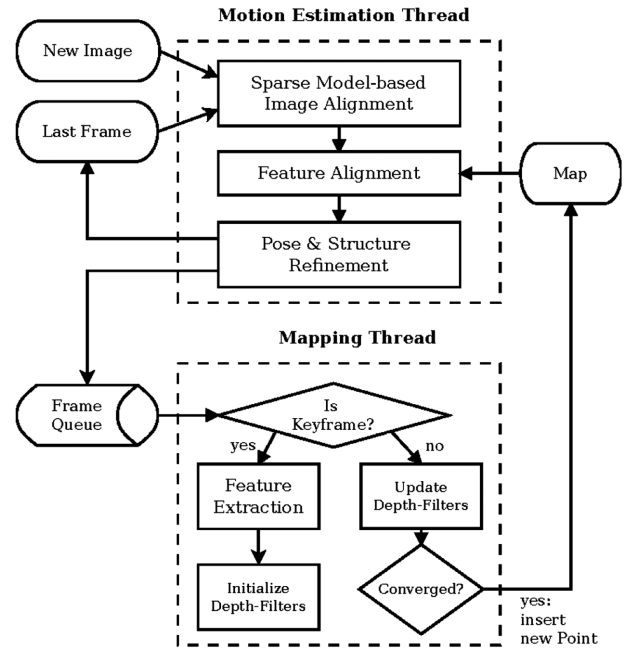 Motion Estimation Thread
New Image
Sparse Model-based
Image Alignment
Last Frame
Feature Alignment
Map
Pose & Structure
Refinement
Mapping Thread
Frame
Queue
Is
Keyframe?
yes
no
Feature
Extraction
Update
Depth-Filters
Initialize
Depth-Filters
Converged?
yes:
insert
new Point